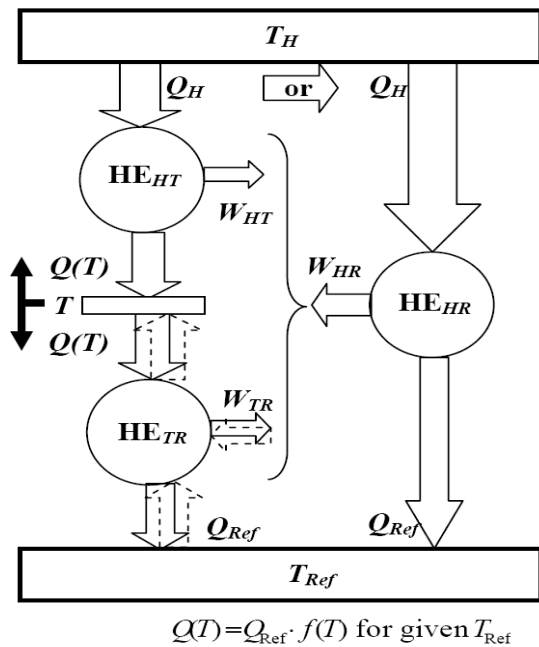 T_H
Q_H
or
Q_H
HE_HT
W_HT
Q(T)
W_HR
T
HE_HR
Q(T)
W_TR
HE_TR
Q_Ref
Q_Ref
T_Ref
Q(T)=Q_Ref · f(T) for given T_Ref